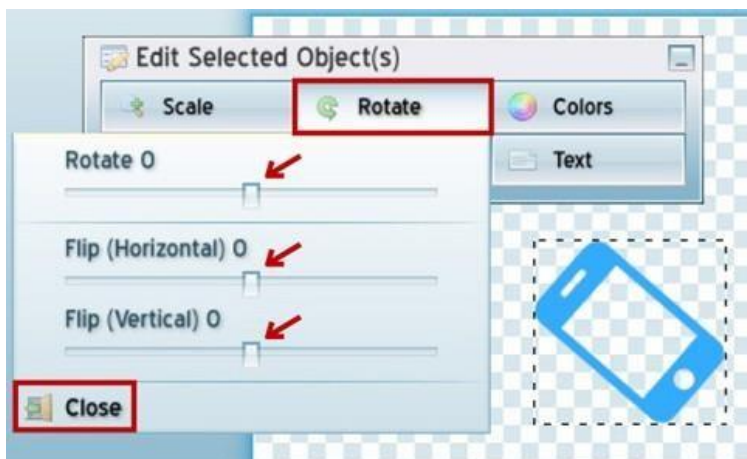 Edit Selected Object(s)
Scale Rotate Colors
Text
Rotate 0
Flip (Horizontal) 0
Flip (Vertical) 0
Close